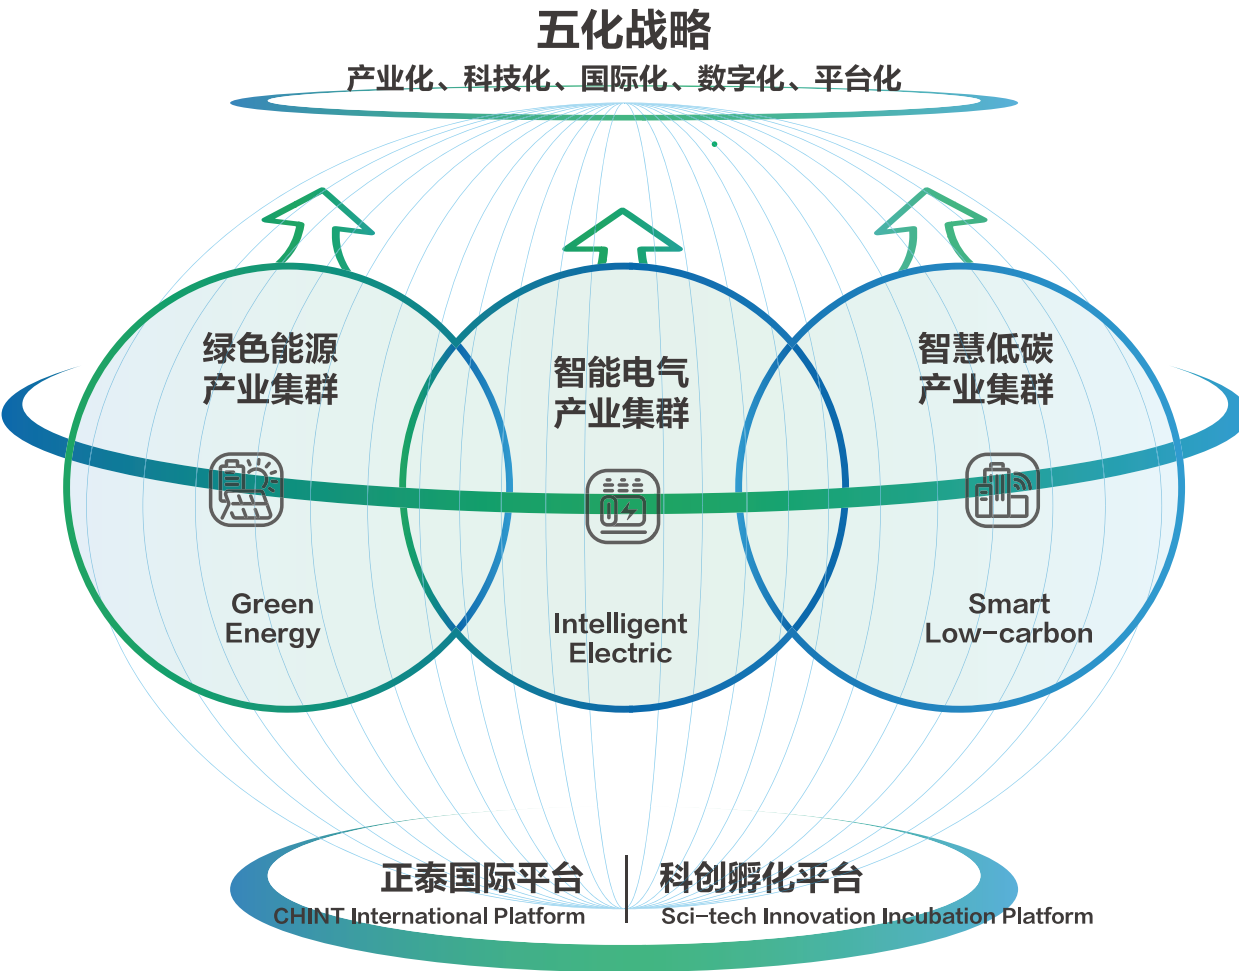 五化战略
产业化、科技化、国际化、数字化、平台化
绿色能源
产业集群
Green
Energy
智能电气
产业集群
Intelligent
Electric
智慧低碳
产业集群
Smart
Low-carbon
正泰国际平台
CHINT International Platform
科创孵化平台
Sci-tech Innovation Incubation Platform